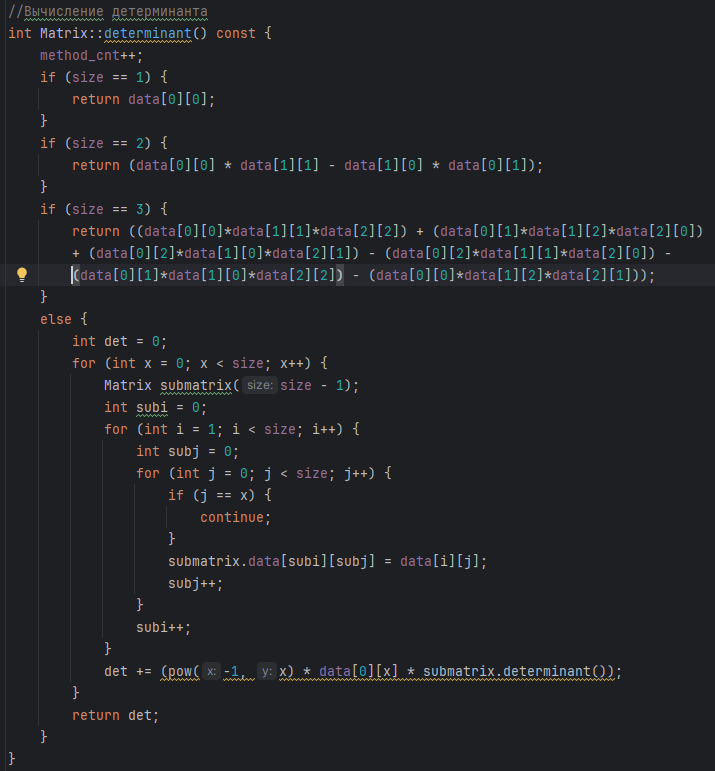 //Вычисление детерминанта
int Matrix::determinant() const {
    method_cnt++;
    if (size == 1) {
        return data[0][0];
    }
    if (size == 2) {
        return (data[0][0] * data[1][1] - data[1][0] * data[0][1]);
    }
    if (size == 3) {
        return ((data[0][0]*data[1][1]*data[2][2]) + (data[0][1]*data[1][2]*data[2][0])
        + (data[0][2]*data[1][0]*data[2][1]) - (data[0][2]*data[1][1]*data[2][0]) -
        (data[0][1]*data[1][0]*data[2][2]) - (data[0][0]*data[1][2]*data[2][1]));
    }
    else {
        int det = 0;
        for (int x = 0; x < size; x++) {
            Matrix submatrix( size: size - 1);
            int subi = 0;
            for (int i = 1; i < size; i++) {
                int subj = 0;
                for (int j = 0; j < size; j++) {
                    if (j == x) {
                        continue;
                    }
                    submatrix.data[subi][subj] = data[i][j];
                    subj++;
                }
                subi++;
            }
            det += (pow( x: -1, y: x) * data[0][x] * submatrix.determinant());
        }
        return det;
    }
}